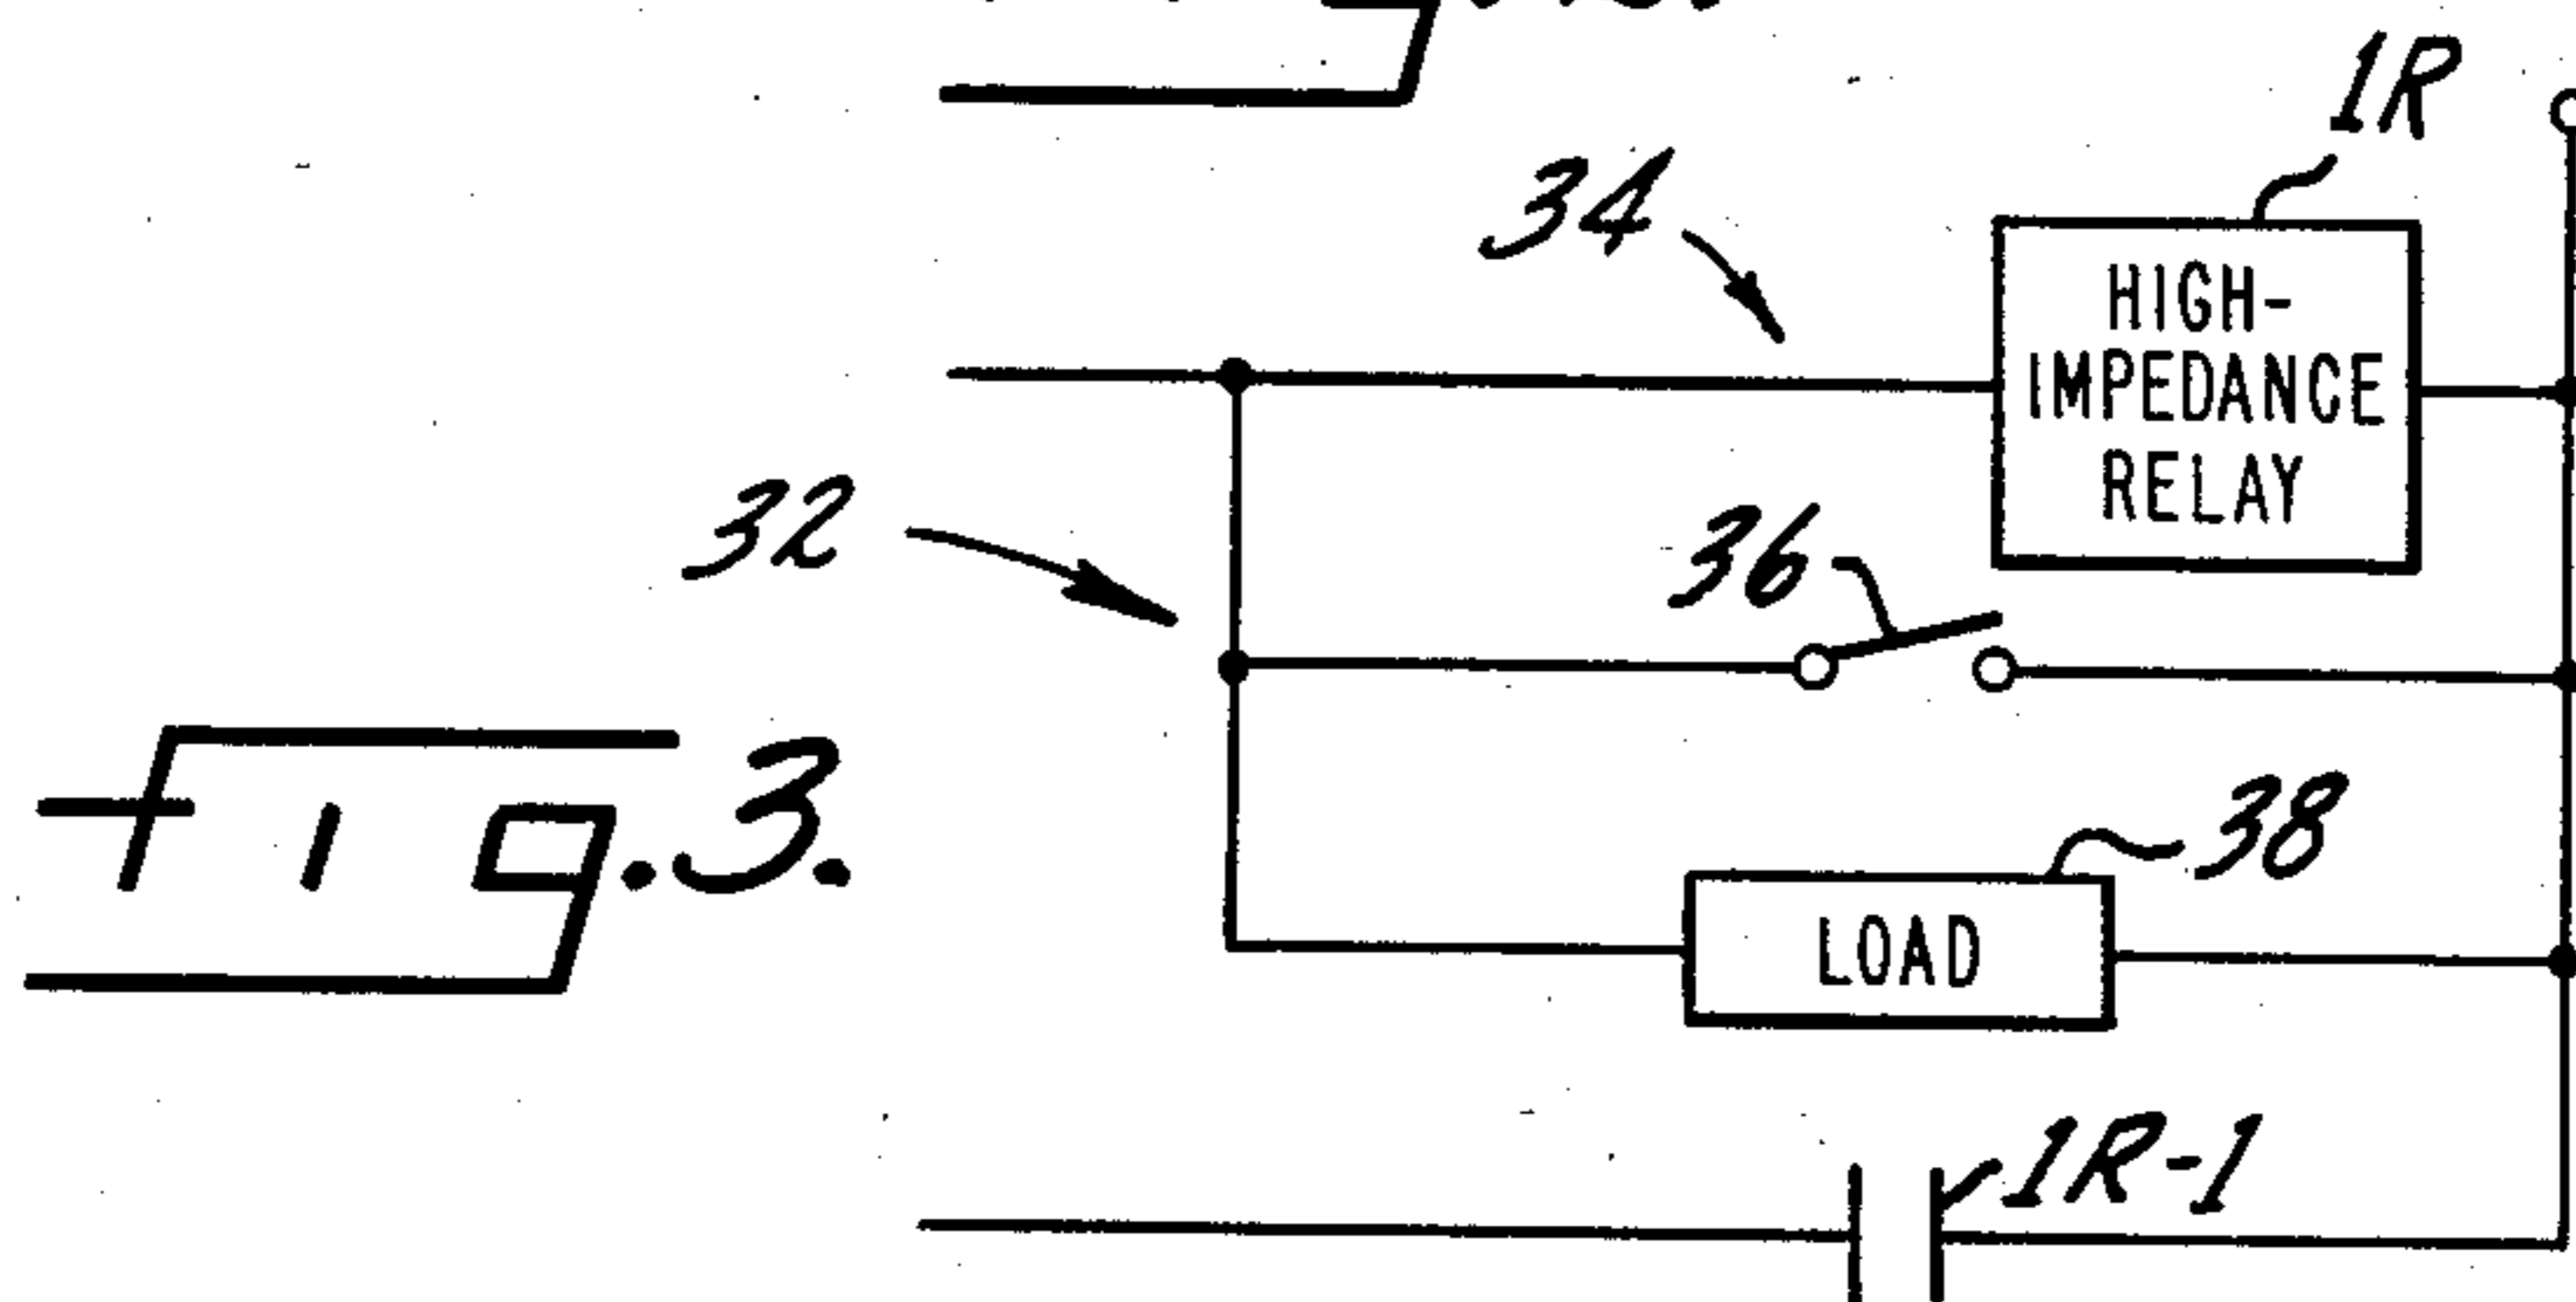 1R
34
HIGH-
IMPEDANCE
RELAY
32
36
Fig. 3.
38
LOAD
1R-1